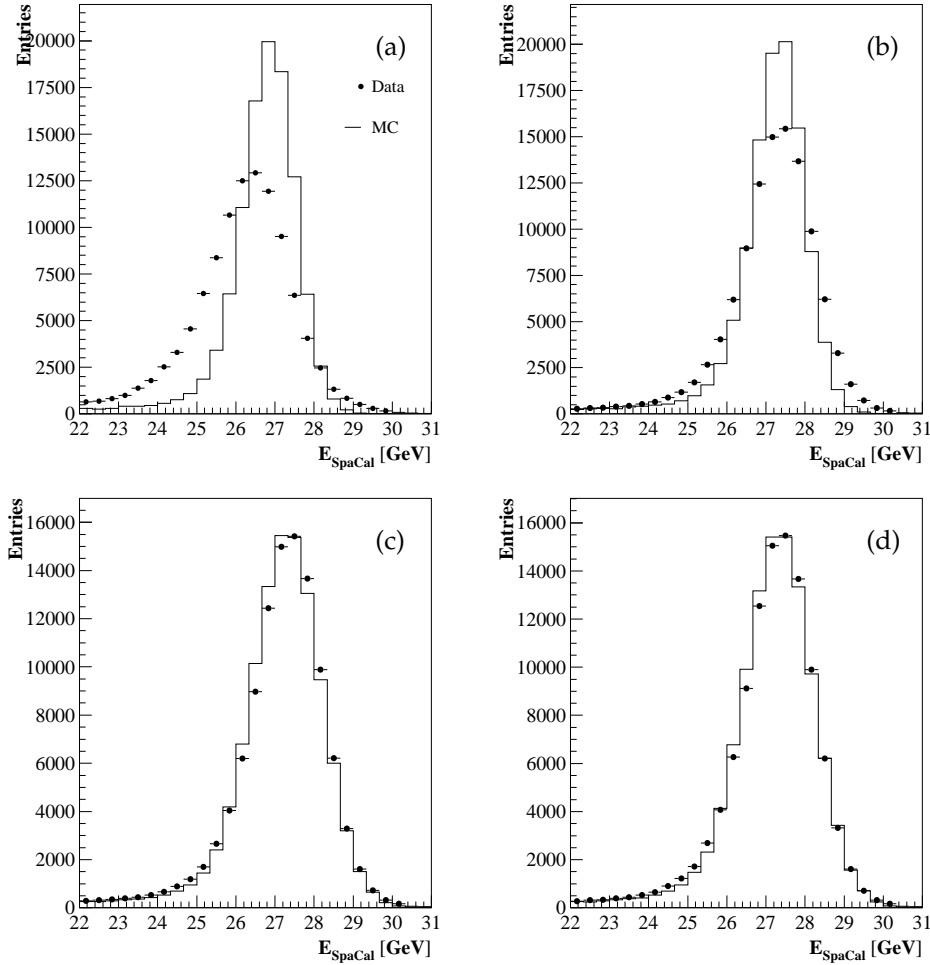 Entries
20000
17500
15000
12500
10000
7500
5000
2500
0
(a)
Data
MC
22 23 24 25 26 27 28 29 30 31
E_SpaCal [GeV]
Entries
20000
17500
15000
12500
10000
7500
5000
2500
0
(b)
22 23 24 25 26 27 28 29 30 31
E_SpaCal [GeV]
Entries
16000
14000
12000
10000
8000
6000
4000
2000
0
(c)
22 23 24 25 26 27 28 29 30 31
E_SpaCal [GeV]
Entries
16000
14000
12000
10000
8000
6000
4000
2000
0
(d)
22 23 24 25 26 27 28 29 30 31
E_SpaCal [GeV]